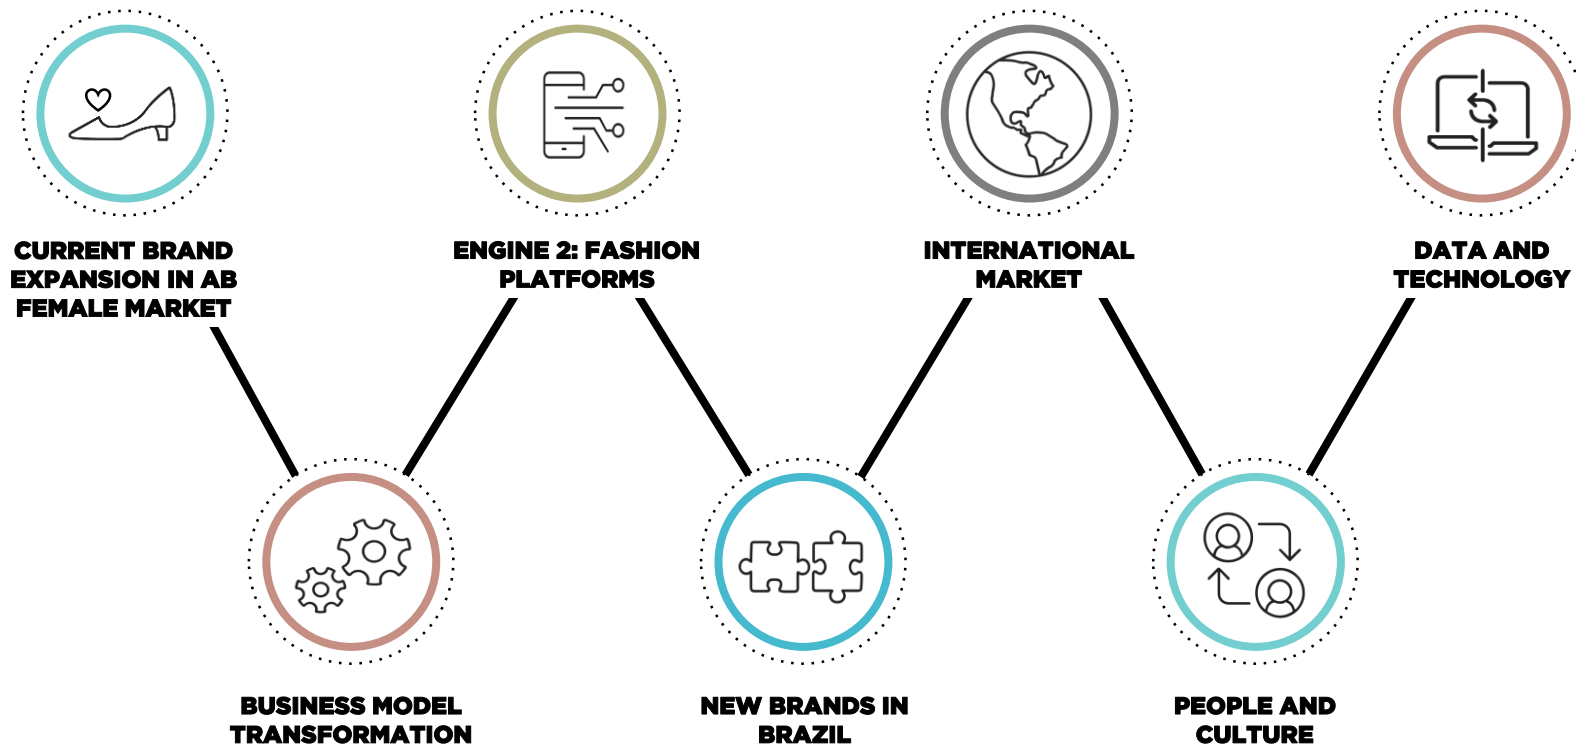 CURRENT BRAND
EXPANSION IN AB
FEMALE MARKET
ENGINE 2: FASHION
PLATFORMS
INTERNATIONAL
MARKET
DATA AND
TECHNOLOGY
BUSINESS MODEL
TRANSFORMATION
NEW BRANDS IN
BRAZIL
PEOPLE AND
CULTURE